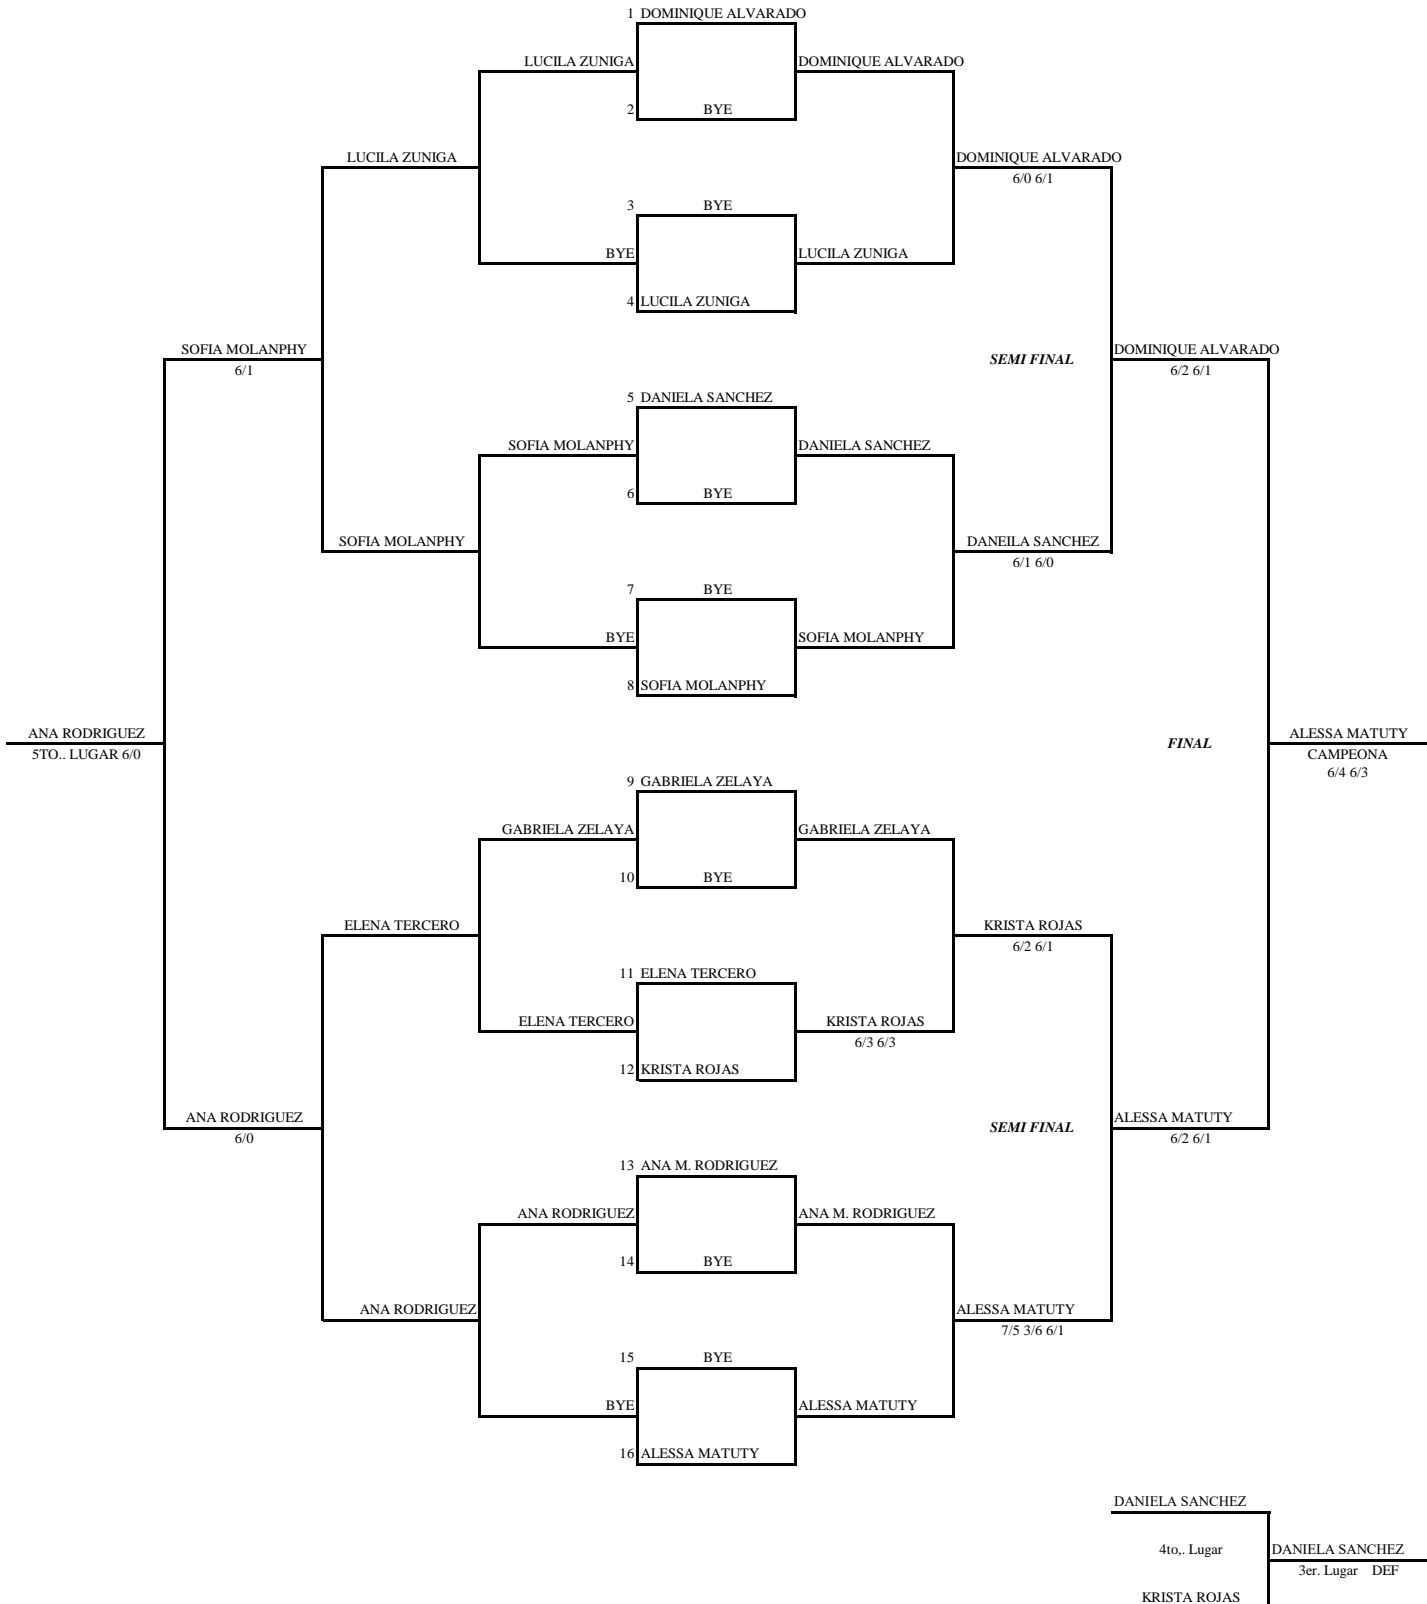 1 DOMINIQUE ALVARADO
LUCILA ZUNIGA DOMINIQUE ALVARADO
2 BYE
LUCILA ZUNIGA DOMINIQUE ALVARADO
6/0 6/1
3 BYE
BYE LUCILA ZUNIGA
4 LUCILA ZUNIGA
SOFIA MOLANPHY SEMI FINAL DOMINIQUE ALVARADO
6/1 6/2 6/1
5 DANIELA SANCHEZ
SOFIA MOLANPHY DANIELA SANCHEZ
6 BYE
SOFIA MOLANPHY DANEILA SANCHEZ
6/1 6/0
7 BYE
BYE SOFIA MOLANPHY
8 SOFIA MOLANPHY
ANA RODRIGUEZ FINAL ALESSA MATUTY
5TO.. LUGAR 6/0 CAMPEONA
6/4 6/3
9 GABRIELA ZELAYA
GABRIELA ZELAYA GABRIELA ZELAYA
10 BYE
ELENA TERCERO KRISTA ROJAS
6/2 6/1
11 ELENA TERCERO
ELENA TERCERO KRISTA ROJAS
6/3 6/3
12 KRISTA ROJAS
ANA RODRIGUEZ SEMI FINAL ALESSA MATUTY
6/0 6/2 6/1
13 ANA M. RODRIGUEZ
ANA RODRIGUEZ ANA M. RODRIGUEZ
14 BYE
ANA RODRIGUEZ ALESSA MATUTY
7/5 3/6 6/1
15 BYE
BYE ALESSA MATUTY
16 ALESSA MATUTY
DANIELA SANCHEZ
4to,. Lugar DANIELA SANCHEZ
3er. Lugar DEF
KRISTA ROJAS